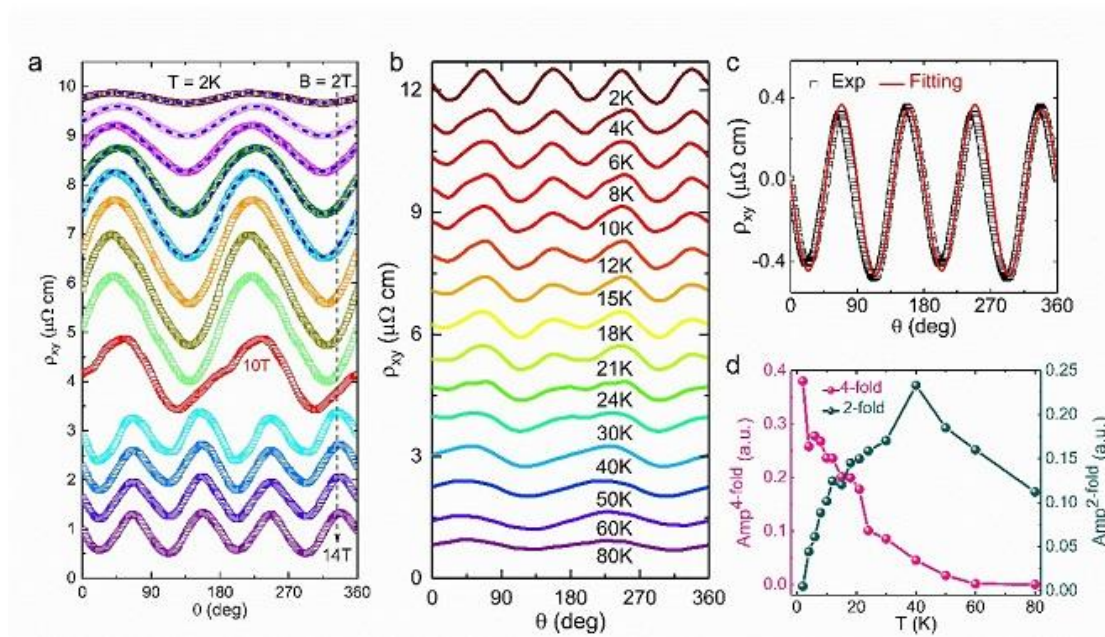 a
T = 2K
B = 2T
10
9
8
7
6
5
4
3
2
1
0
10T
14T
ρxy (μΩ cm)
0 90 180 270 360
θ (deg)
b
12
9
6
3
0
2K
4K
6K
8K
10K
12K
15K
18K
21K
24K
30K
40K
50K
60K
80K
ρxy (μΩ cm)
0 90 180 270 360
θ (deg)
c
Exp Fitting
0.4
0.0
-0.4
ρxy (μΩ cm)
0 90 180 270 360
θ (deg)
d
4-fold
2-fold
0.4
0.3
0.2
0.1
0.0
Amp4-fold (a.u.)
0.25
0.20
0.15
0.10
0.05
0.00
Amp2-fold (a.u.)
0 20 40 60 80
T (K)